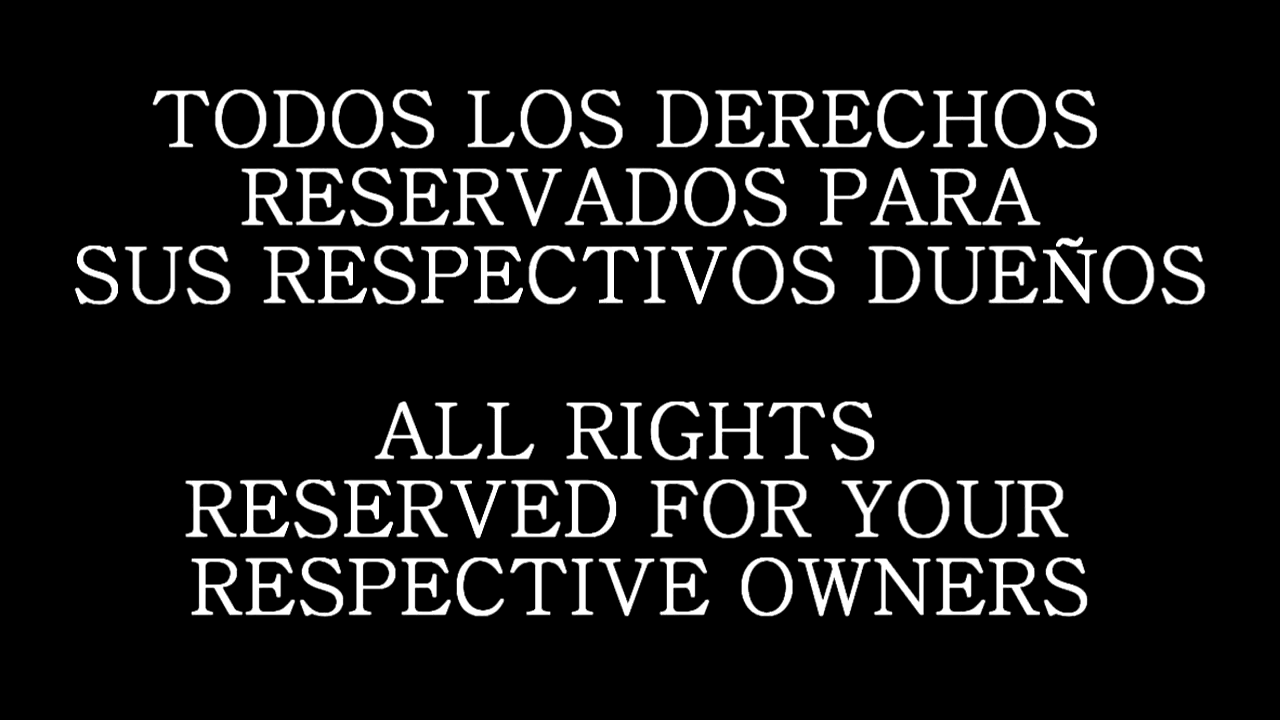 TODOS LOS DERECHOS
RESERVADOS PARA
SUS RESPECTIVOS DUEÑOS
ALL RIGHTS
RESERVED FOR YOUR
RESPECTIVE OWNERS